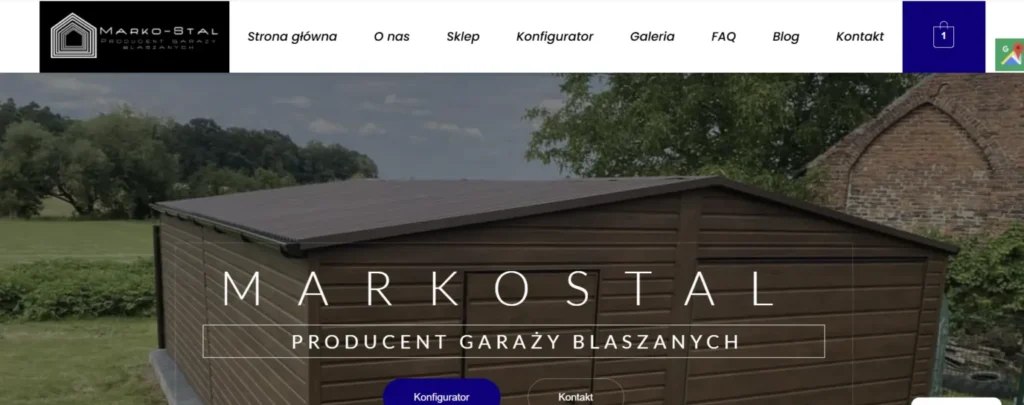 MARKO-STAL
PRODUCENT GARAŻY
BLASZANYCH
Strona główna
O nas
Sklep
Konfigurator
Galeria
FAQ
Blog
Kontakt
1
G
MARKOSTAL
PRODUCENT GARAŻY BLASZANYCH
Konfigurator
Kontakt